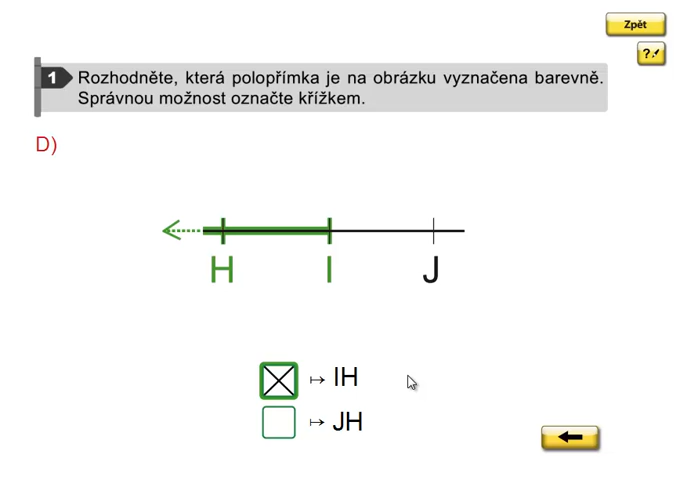 Zpět
?
1 Rozhodněte, která polopřímka je na obrázku vyznačena barevně.
Správnou možnost označte křížkem.
D)
H I J
↦ IH
↦ JH